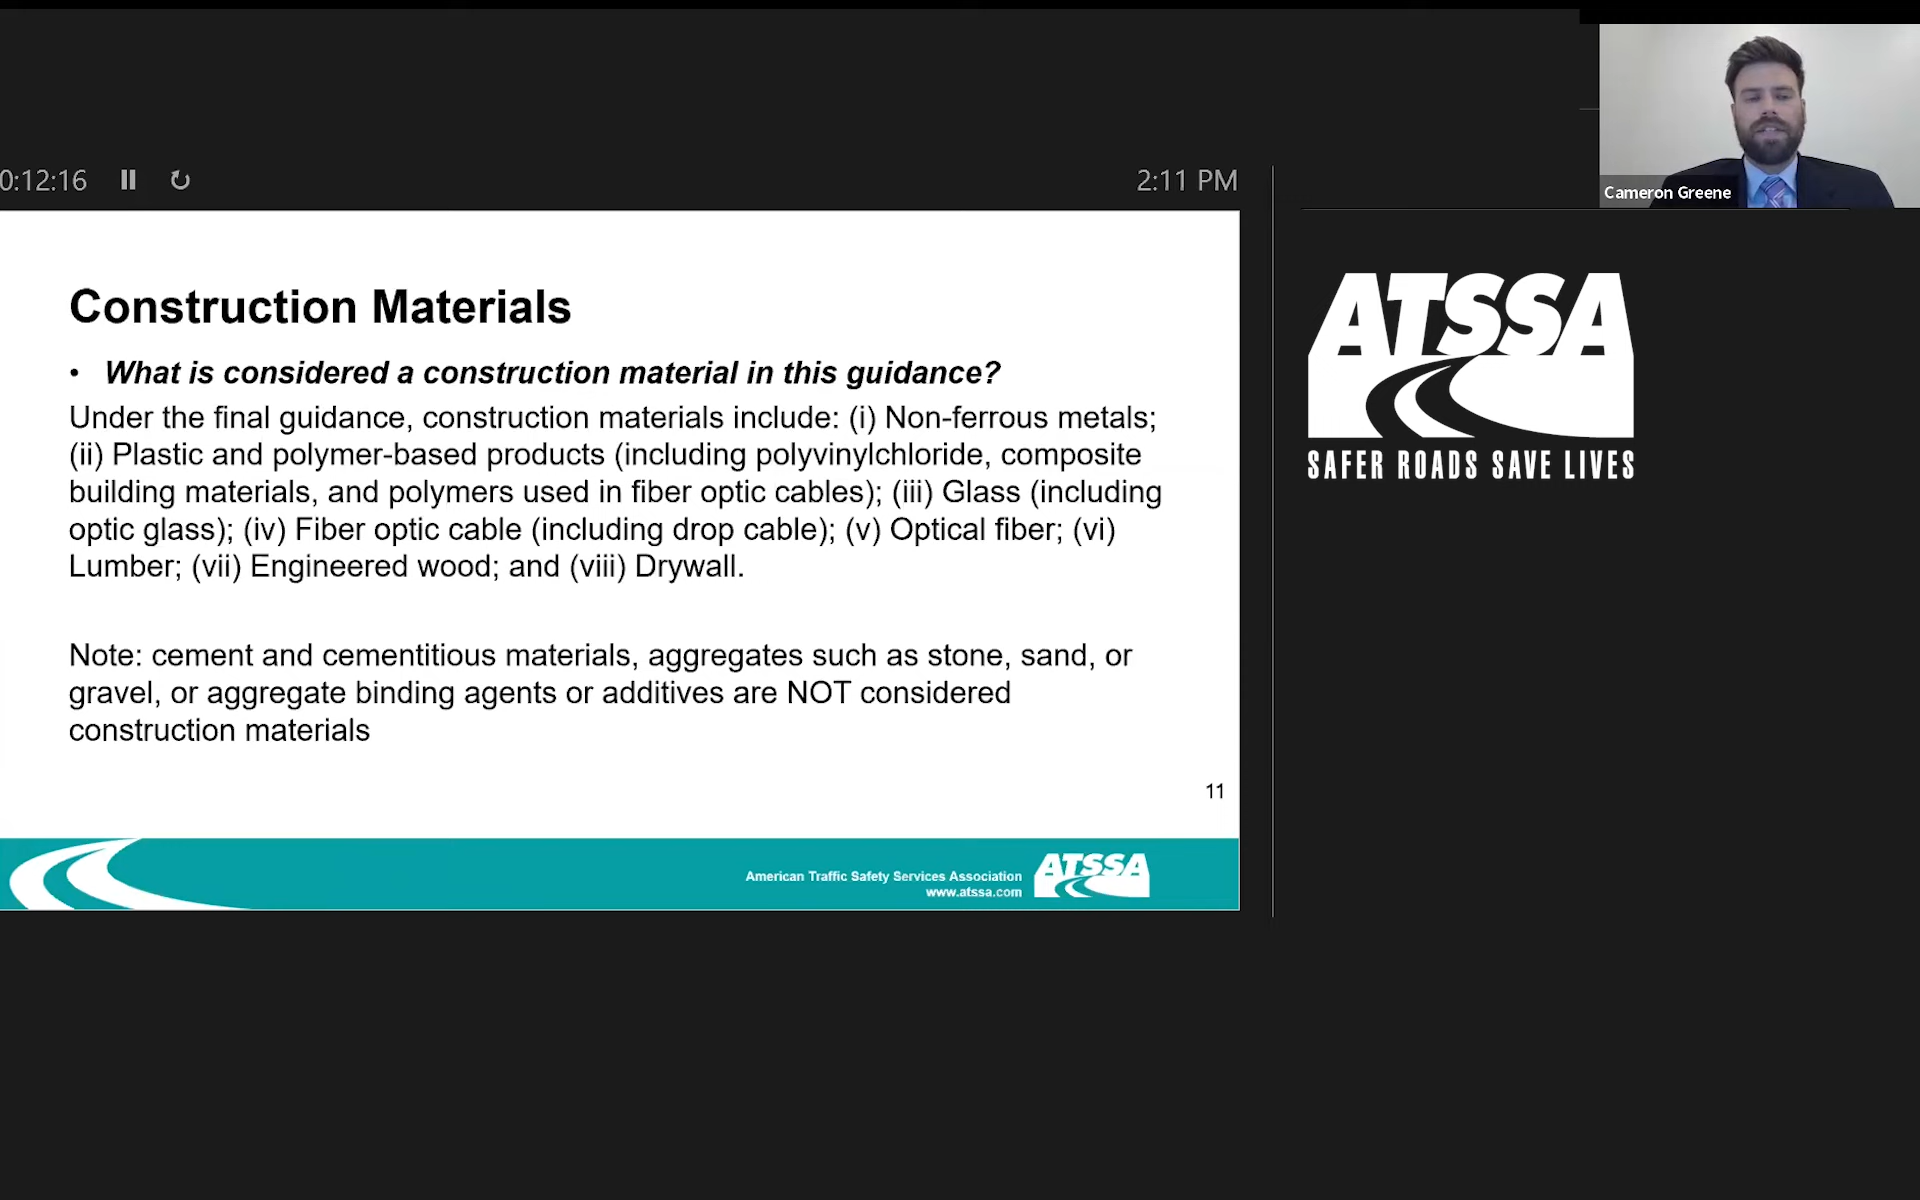 Cameron Greene
0:12:16
2:11 PM
Construction Materials
• What is considered a construction material in this guidance?
Under the final guidance, construction materials include: (i) Non-ferrous metals;
(ii) Plastic and polymer-based products (including polyvinylchloride, composite
building materials, and polymers used in fiber optic cables); (iii) Glass (including
optic glass); (iv) Fiber optic cable (including drop cable); (v) Optical fiber; (vi)
Lumber; (vii) Engineered wood; and (viii) Drywall.
Note: cement and cementitious materials, aggregates such as stone, sand, or
gravel, or aggregate binding agents or additives are NOT considered
construction materials
11
American Traffic Safety Services Association
www.atssa.com
ATSSA
ATSSA
SAFER ROADS SAVE LIVES